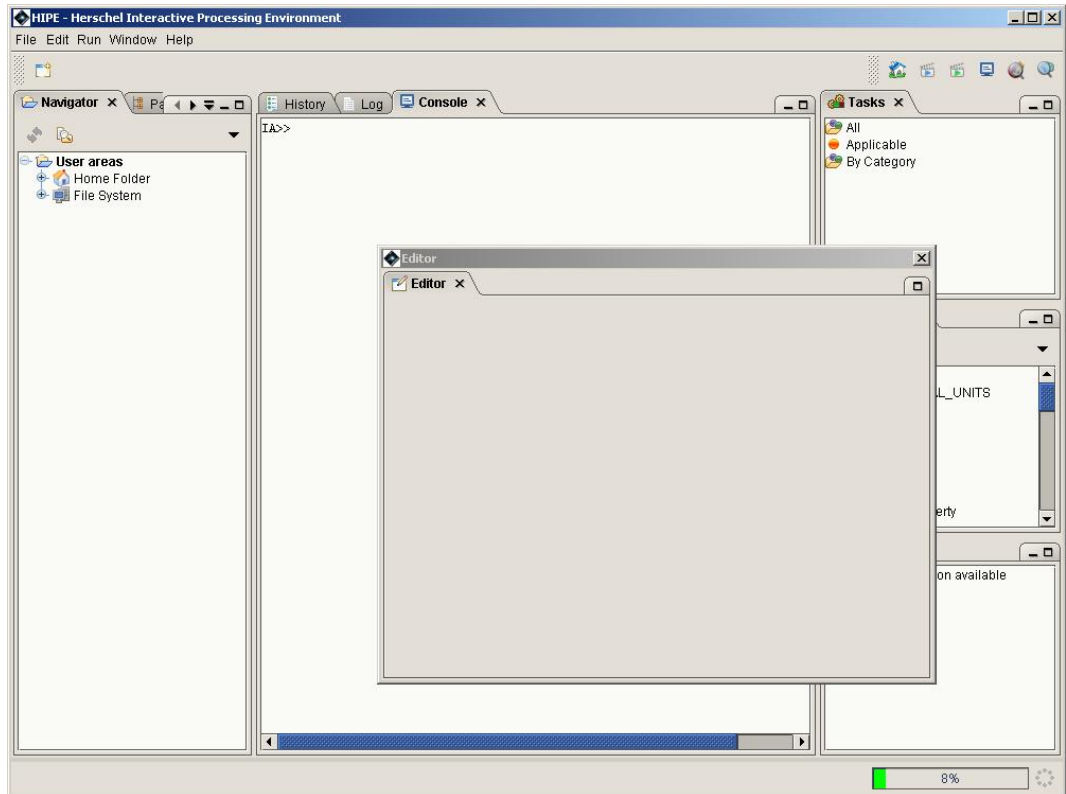 HIPE - Herschel Interactive Processing Environment
File Edit Run Window Help
Navigator
History Log Console
Tasks
IA>>
All
Applicable
By Category
User areas
Home Folder
File System
Editor
Editor
L_UNITS
erty
on available
8%